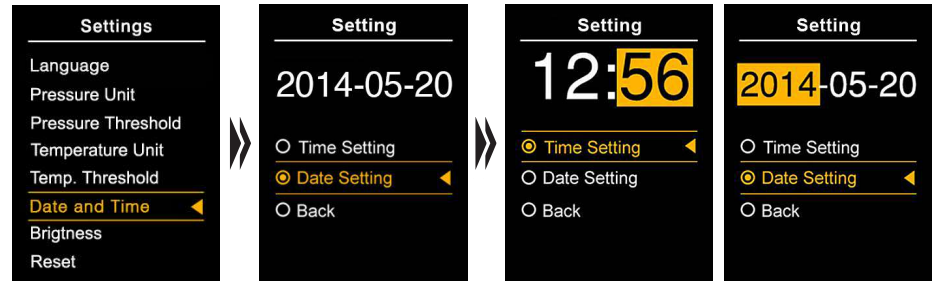 Settings
Language
Pressure Unit
Pressure Threshold
Temperature Unit
Temp. Threshold
Date and Time
Brigtness
Reset
Setting
2014-05-20
Time Setting
Date Setting
Back
Setting
12:56
Time Setting
Date Setting
Back
Setting
2014-05-20
Time Setting
Date Setting
Back